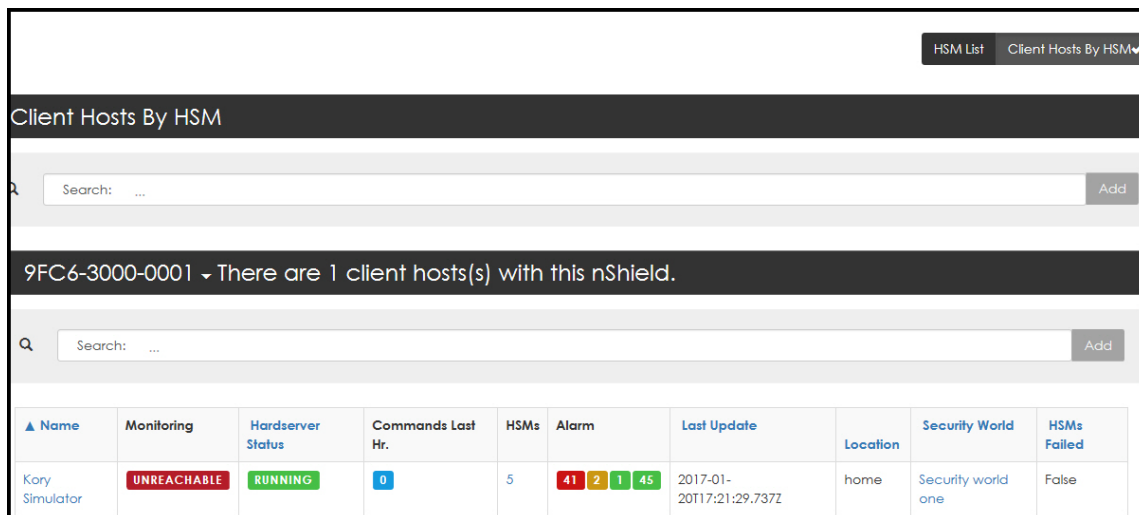 HSM List Client Hosts By HSM
Client Hosts By HSM
Search: ... Add
9FC6-3000-0001 There are 1 client hosts(s) with this nShield.
Search: ... Add
▲ Name Monitoring Hardserver Status Commands Last Hr. HSMs Alarm Last Update Location Security World HSMs Failed
Kory Simulator UNREACHABLE RUNNING 0 5 41 2 1 45 2017-01-20T17:21:29.737Z home Security world one False